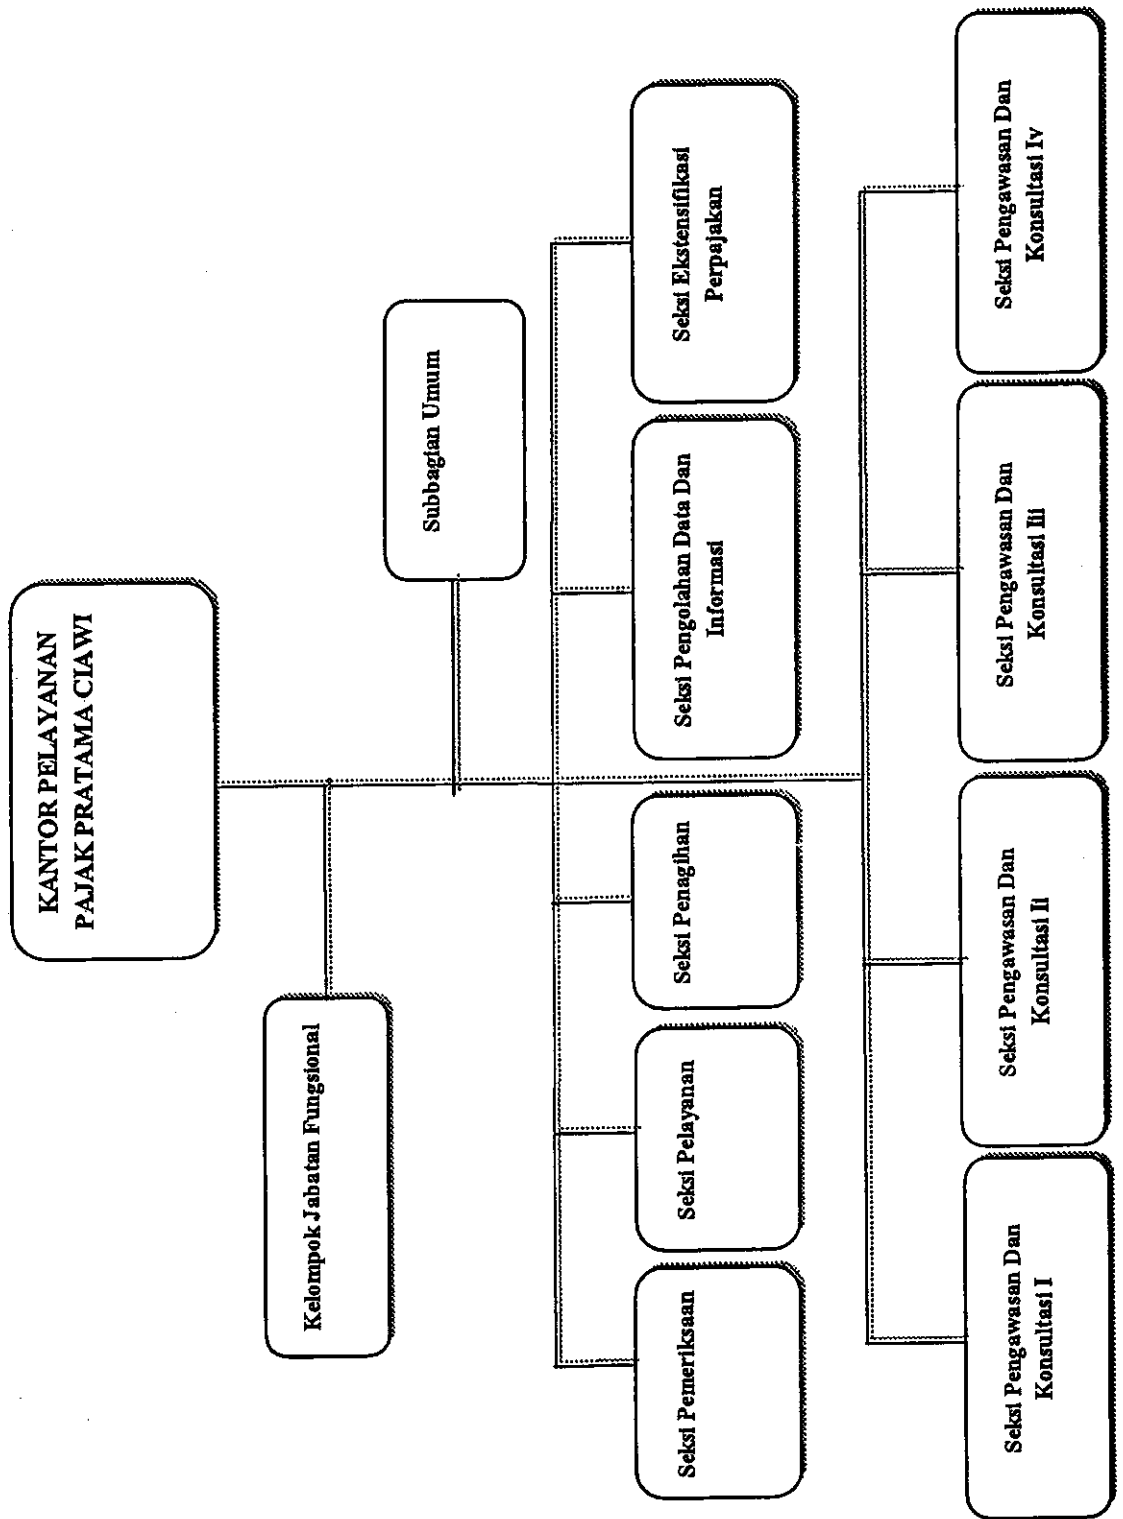 KANTOR PELAYANAN
PAJAK PRATAMA CIAWI
Kelompok Jabatan Fungsional
Subbagian Umum
Seksi Pemeriksaan
Seksi Pelayanan
Seksi Penagihan
Seksi Pengolahan Data Dan
Informasi
Seksi Ekstensifikasi
Perpajakan
Seksi Pengawasan Dan
Konsultasi I
Seksi Pengawasan Dan
Konsultasi Ii
Seksi Pengawasan Dan
Konsultasi Iii
Seksi Pengawasan Dan
Konsultasi Iv